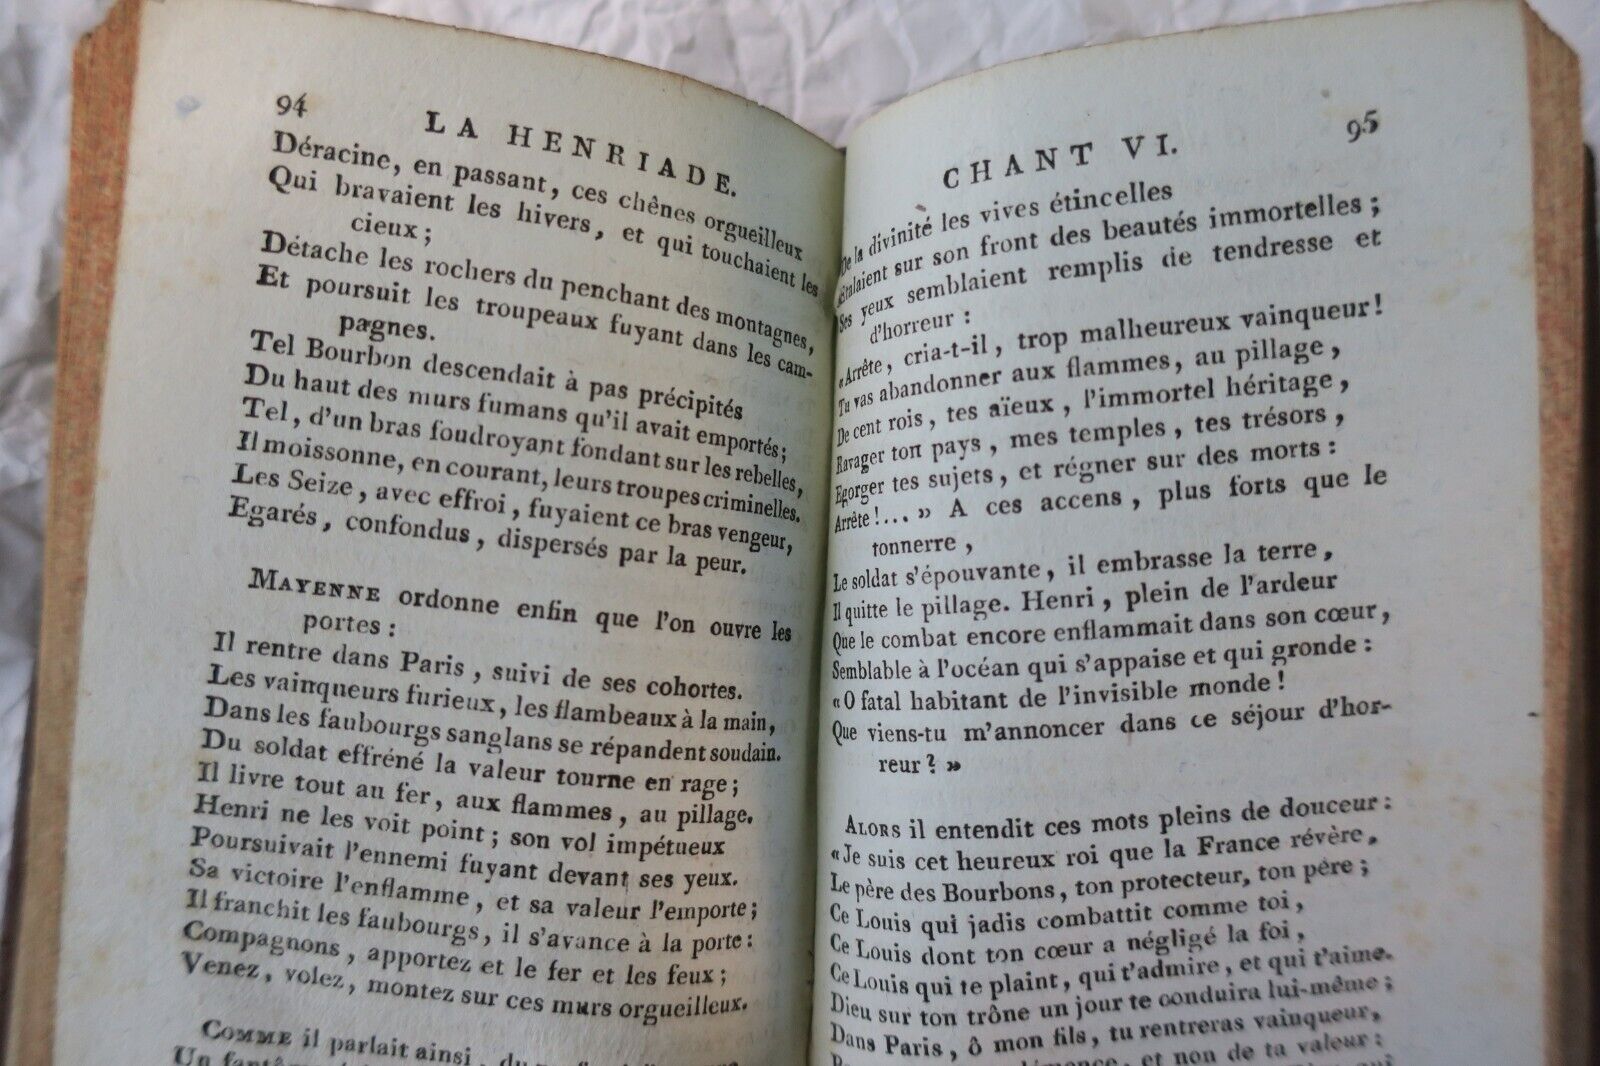 94
LA HENRIADE.
Déracine, en passant, ces chênes orgueilleux
Qui bravaient les hivers, et qui touchaient les
cieux ;
Détache les rochers du penchant des montagnes,
Et poursuit les troupeaux fuyant dans les cam-
pagnes.
Tel Bourbon descendait à pas précipités
Du haut des murs fumans qu'il avait emportés ;
Tel, d'un bras foudroyant fondant sur les rebelles,
Il moissonne, en courant, leurs troupes criminelles.
Les Seize, avec effroi, fuyaient ce bras vengeur,
Egarés, confondus, dispersés par la peur.
MAYENNE ordonne enfin que l'on ouvre les
portes :
Il rentre dans Paris, suivi de ses cohortes.
Les vainqueurs furieux, les flambeaux à la main,
Dans les faubourgs sanglans se répandent soudain.
Du soldat effréné la valeur tourne en rage ;
Il livre tout au fer, aux flammes, au pillage.
Henri ne les voit point ; son vol impétueux
Poursuivait l'ennemi fuyant devant ses yeux.
Sa victoire l'enflamme, et sa valeur l'emporte ;
Il franchit les faubourgs, il s'avance à la porte :
Compagnons, apportez et le fer et les feux ;
Venez, volez, montez sur ces murs orgueilleux.
COMME il parlait ainsi, du
Un
CHANT VI.
95
De la divinité les vives étincelles
Etalaient sur son front des beautés immortelles ;
Ses yeux semblaient remplis de tendresse et
d'horreur :
«Arrête, cria-t-il, trop malheureux vainqueur !
Tu vas abandonner aux flammes, au pillage,
De cent rois, tes aïeux, l'immortel héritage,
Ravager ton pays, mes temples, tes trésors,
Egorger tes sujets, et régner sur des morts :
Arrête !... » A ces accens, plus forts que le
tonnerre,
Le soldat s'épouvante, il embrasse la terre,
Il quitte le pillage. Henri, plein de l'ardeur
Que le combat encore enflammait dans son cœur,
Semblable à l'océan qui s'appaise et qui gronde :
«O fatal habitant de l'invisible monde !
Que viens-tu m'annoncer dans ce séjour d'hor-
reur ? »
ALORS il entendit ces mots pleins de douceur :
«Je suis cet heureux roi que la France révère,
Le père des Bourbons, ton protecteur, ton père ;
Ce Louis qui jadis combattit comme toi,
Ce Louis dont ton cœur a négligé la foi,
Ce Louis qui te plaint, qui t'admire, et qui t'aime.
Dieu sur ton trône un jour te conduira lui-même ;
Dans Paris, ô mon fils, tu rentreras vainqueur,
et non de ta valeur :
qui